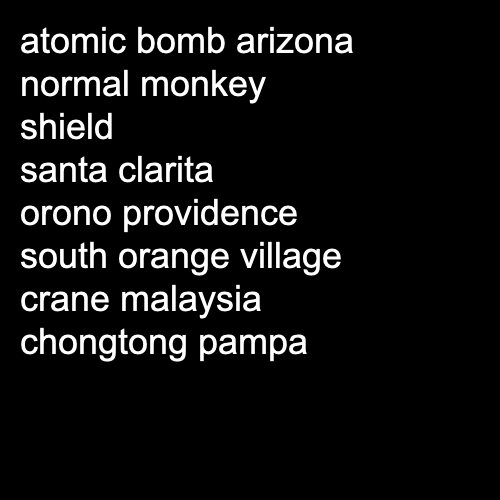 atomic bomb arizona
normal monkey
shield
santa clarita
orono providence
south orange village
crane malaysia
chongtong pampa